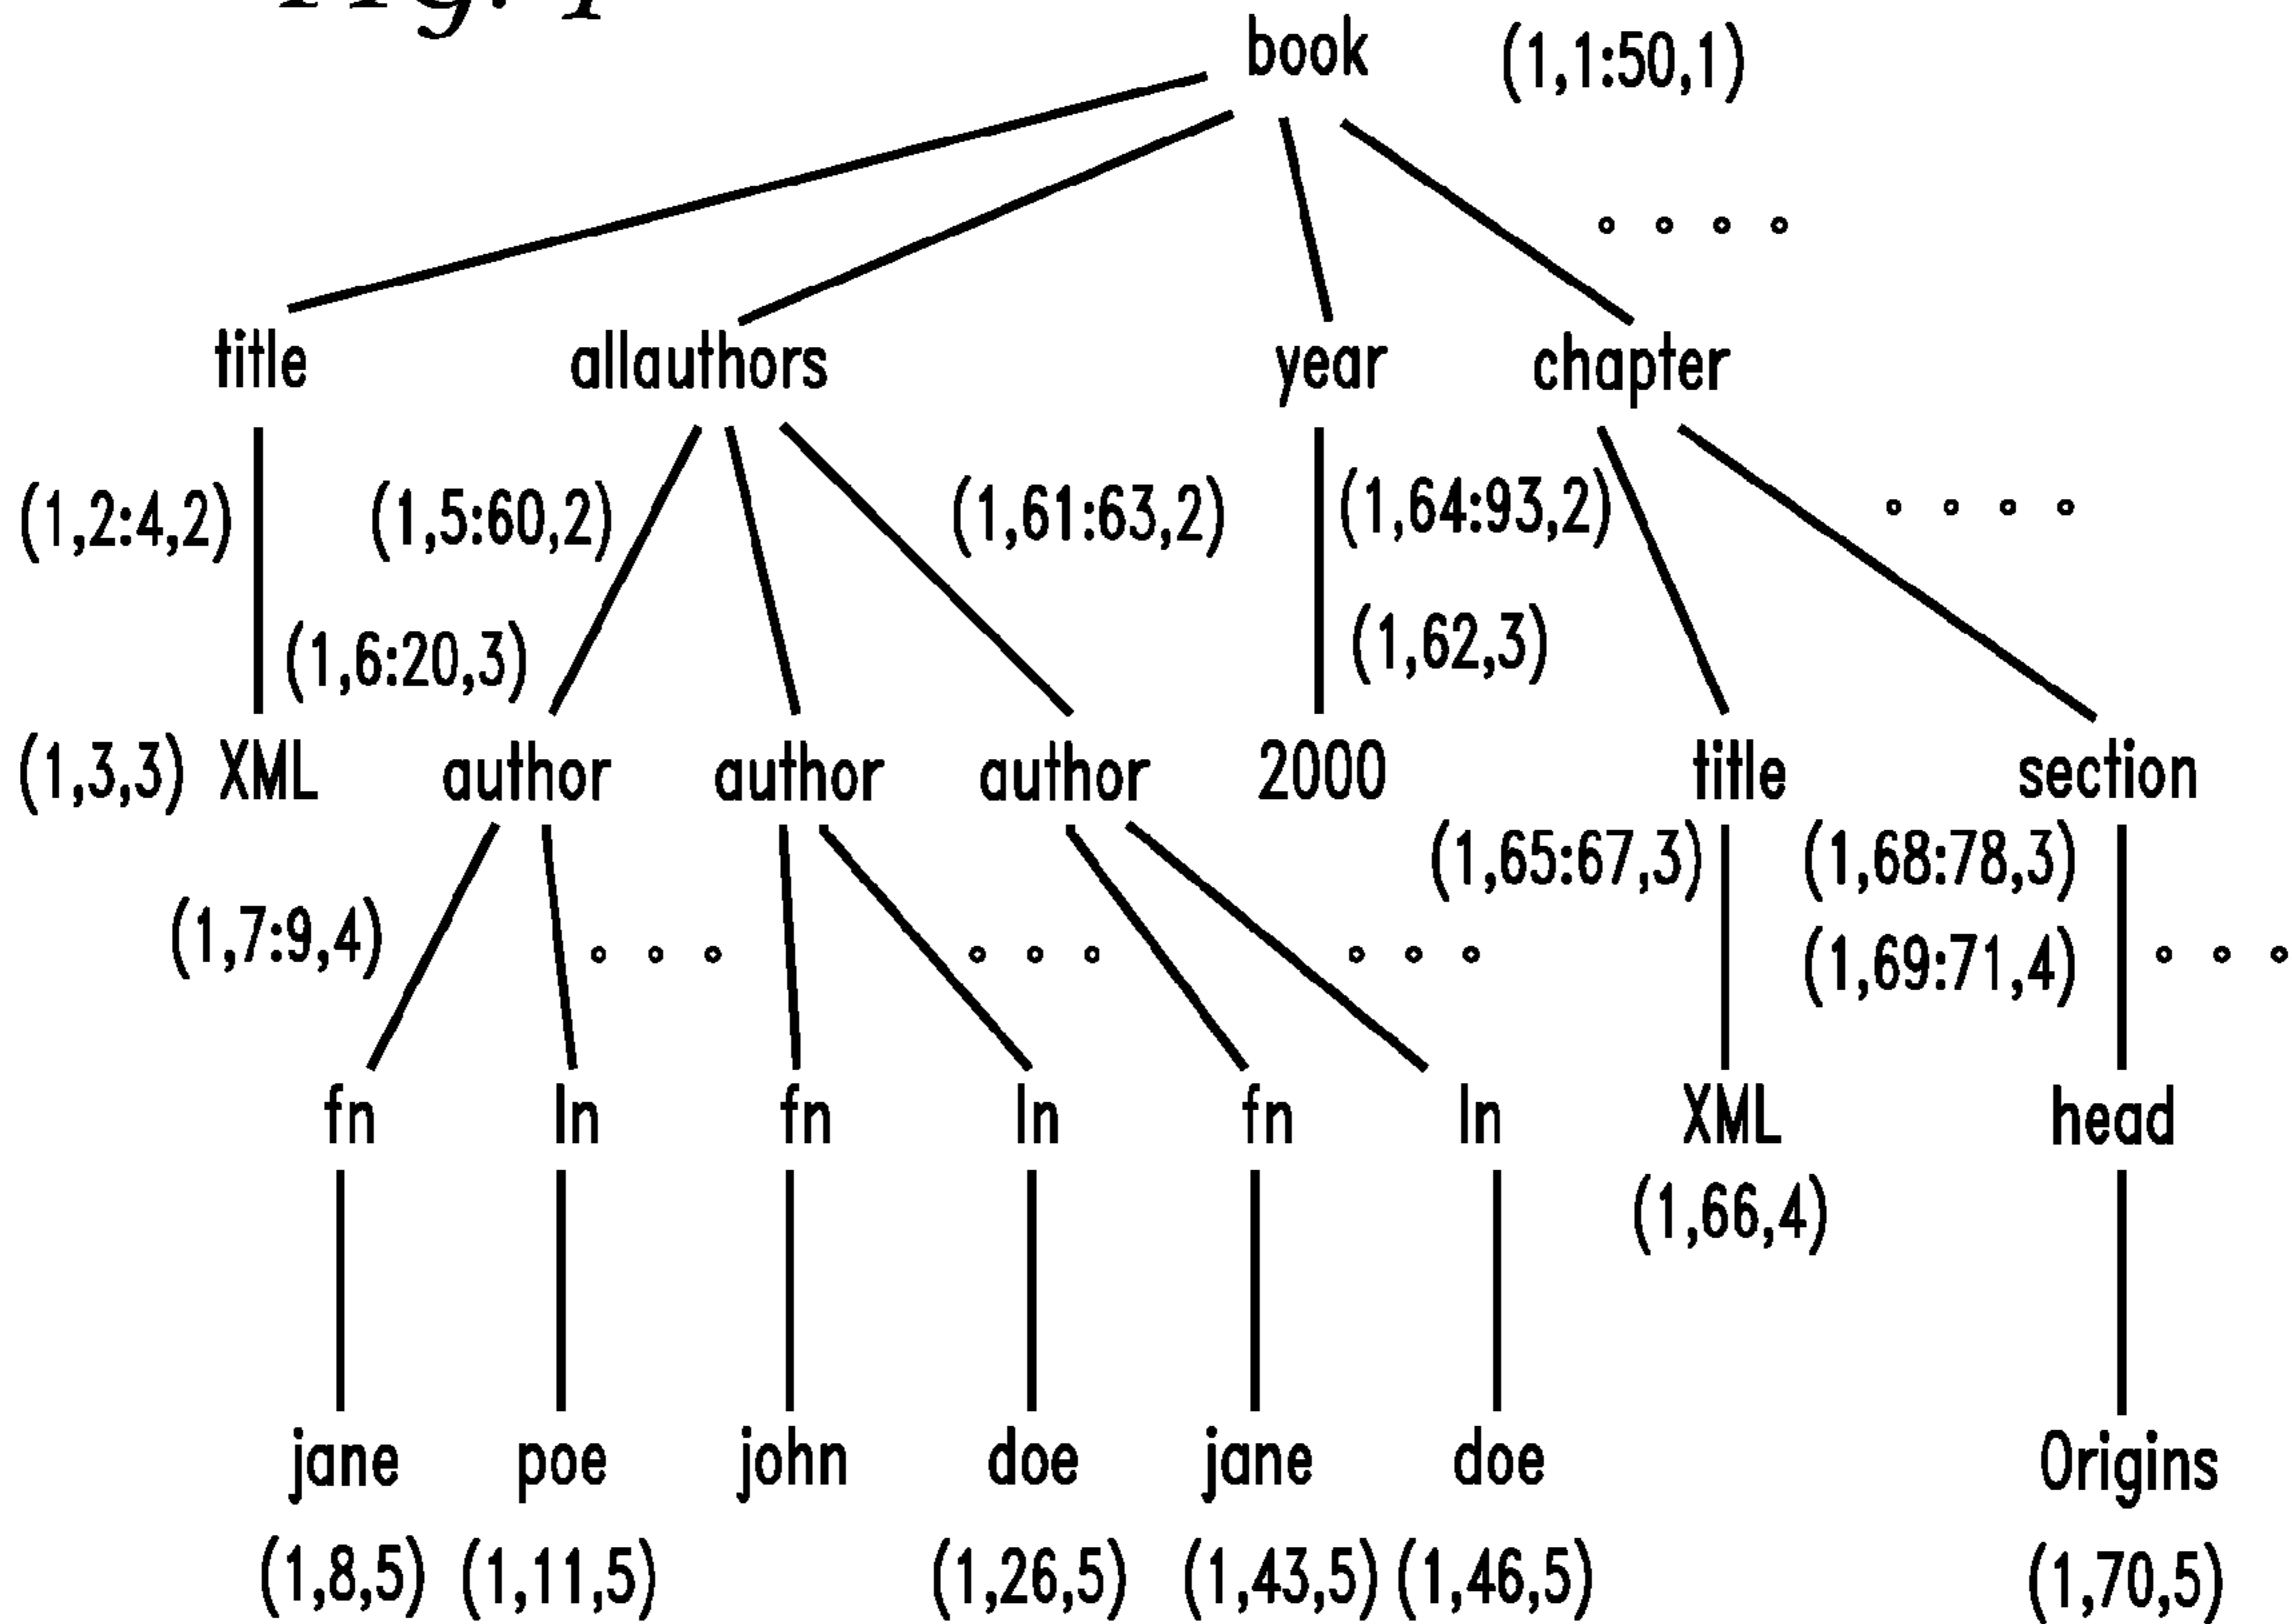 Fig. 1
book (1,1:50,1)
title allauthors year chapter
(1,2:4,2) (1,5:60,2) (1,61:63,2) (1,64:93,2)
(1,6:20,3) (1,62,3)
(1,3,3) XML author author author 2000 title section
(1,65:67,3) (1,68:78,3)
(1,7:9,4) (1,69:71,4)
fn ln fn ln fn ln XML head
(1,66,4)
jane poe john doe jane doe Origins
(1,8,5) (1,11,5) (1,26,5) (1,43,5) (1,46,5) (1,70,5)